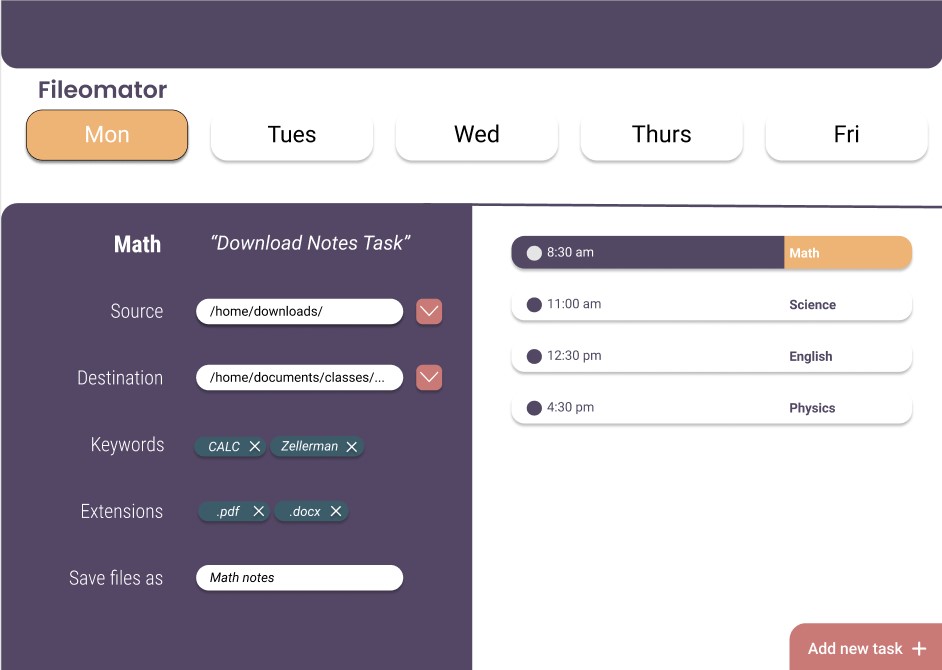 Fileomator
Mon Tues Wed Thurs Fri
Math “Download Notes Task”
Source /home/downloads/
Destination /home/documents/classes/...
Keywords CALC Zellerman
Extensions .pdf .docx
Save files as Math notes
8:30 am Math
11:00 am Science
12:30 pm English
4:30 pm Physics
Add new task +